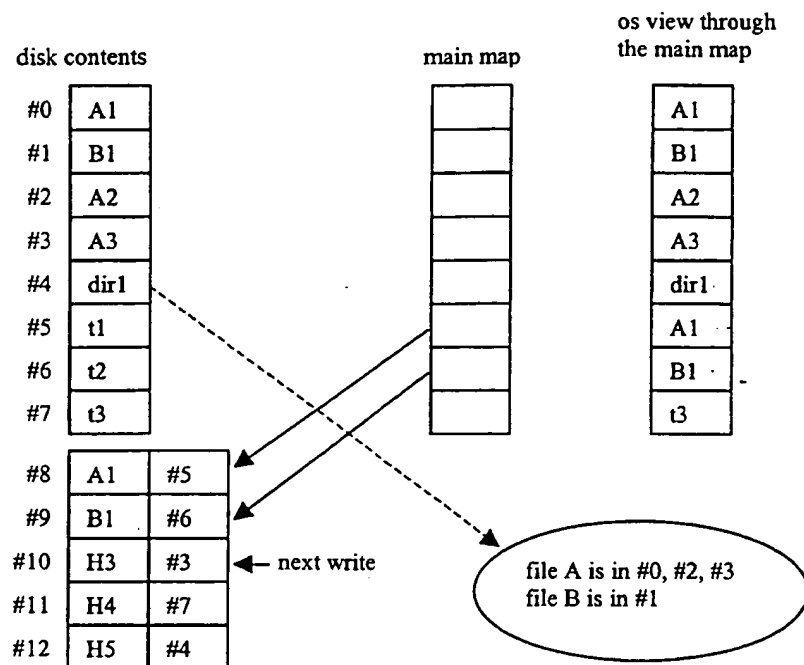 os view through
the main map
disk contents
main map
#0 A1 A1
#1 B1 B1
#2 A2 A2
#3 A3 A3
#4 dir1 dir1
#5 t1 A1
#6 t2 B1
#7 t3 t3
#8 A1 #5
#9 B1 #6
#10 H3 #3 next write
#11 H4 #7
#12 H5 #4
file A is in #0, #2, #3
file B is in #1